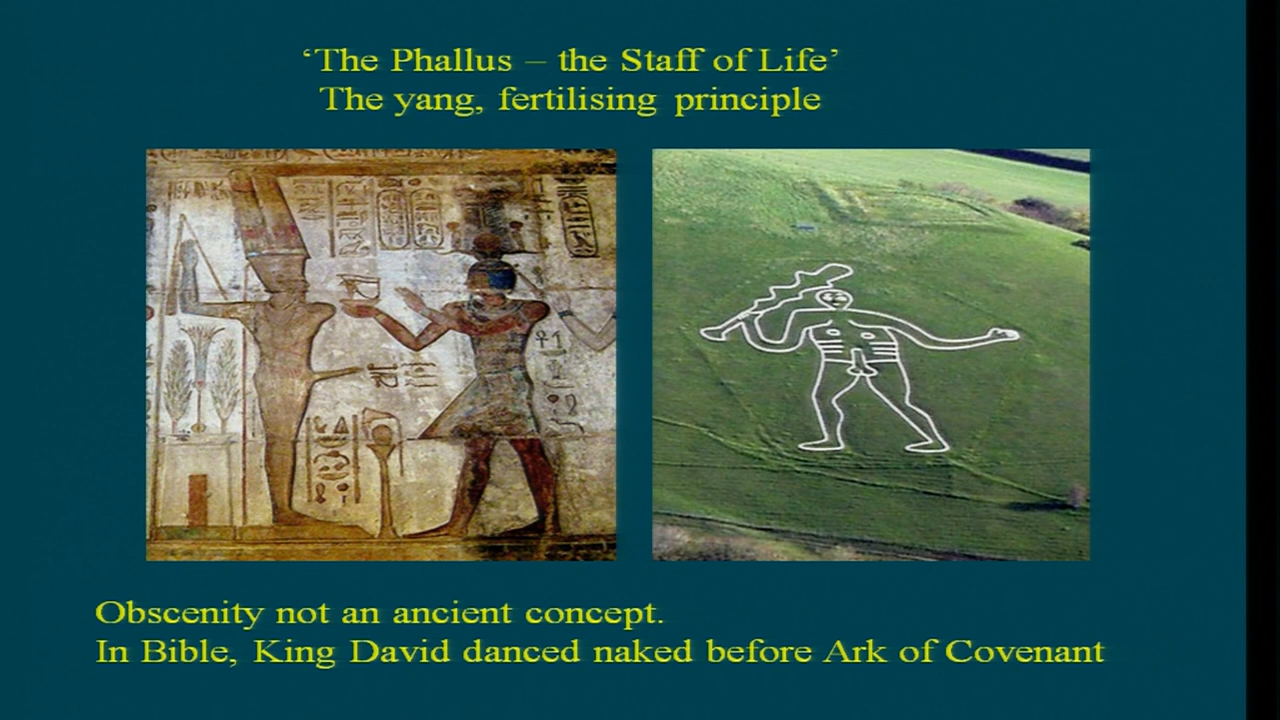 ‘The Phallus – the Staff of Life’
The yang, fertilising principle
Obscenity not an ancient concept.
In Bible, King David danced naked before Ark of Covenant